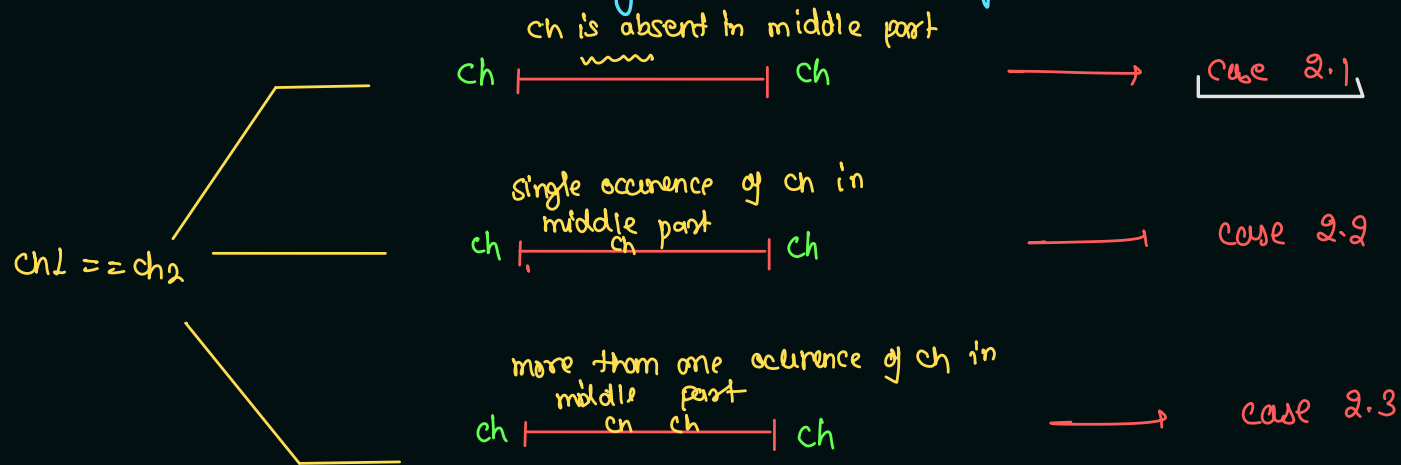 ch is absent in middle part
ch ch
case 2.1
single occurence of ch in
middle part
ch ch ch
case 2.2
ch1 == ch2
more than one ocurence of ch in
middle part
ch ch ch ch
case 2.3